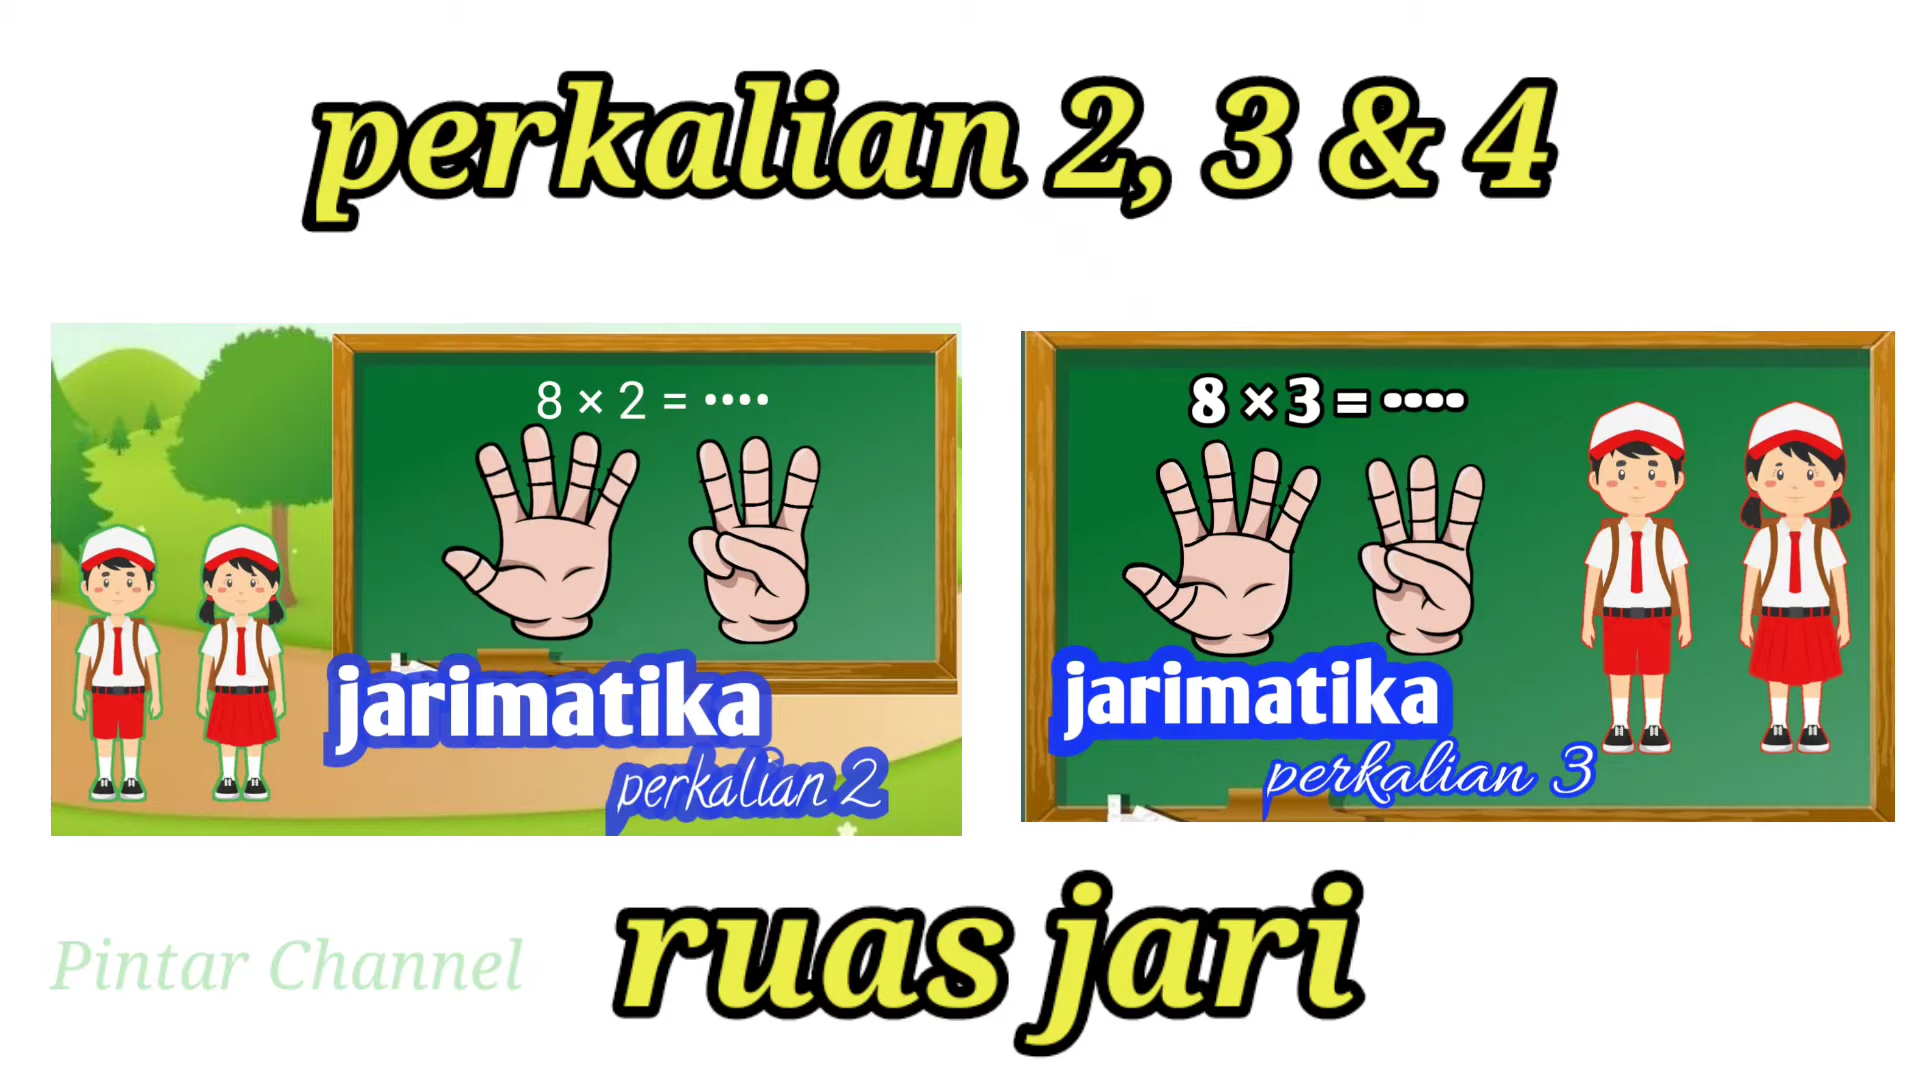 perkalian 2, 3 & 4
8 × 2 = ....
jarimatika
perkalian 2
8 × 3 = ....
jarimatika
perkalian 3
Pintar Channel
ruas jari